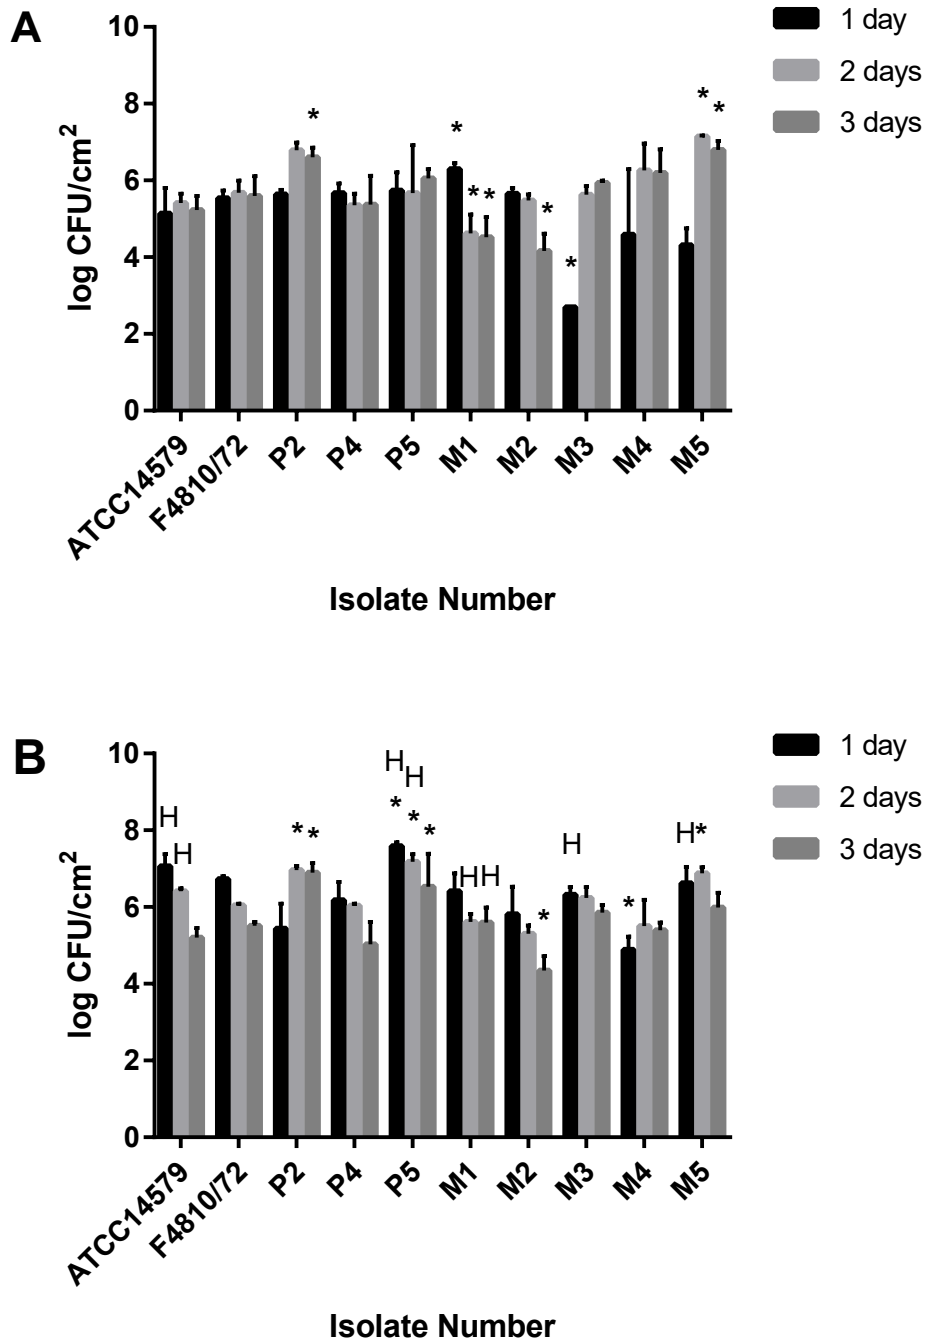 A
10
8
6
4
2
0
log CFU/cm²
* * * * * * * * *
ATCC14579 F4810/72 P2 P4 P5 M1 M2 M3 M4 M5
Isolate Number
1 day
2 days
3 days
B
10
8
6
4
2
0
log CFU/cm²
H H * * H H * * * H H * H * H *
ATCC14579 F4810/72 P2 P4 P5 M1 M2 M3 M4 M5
Isolate Number
1 day
2 days
3 days